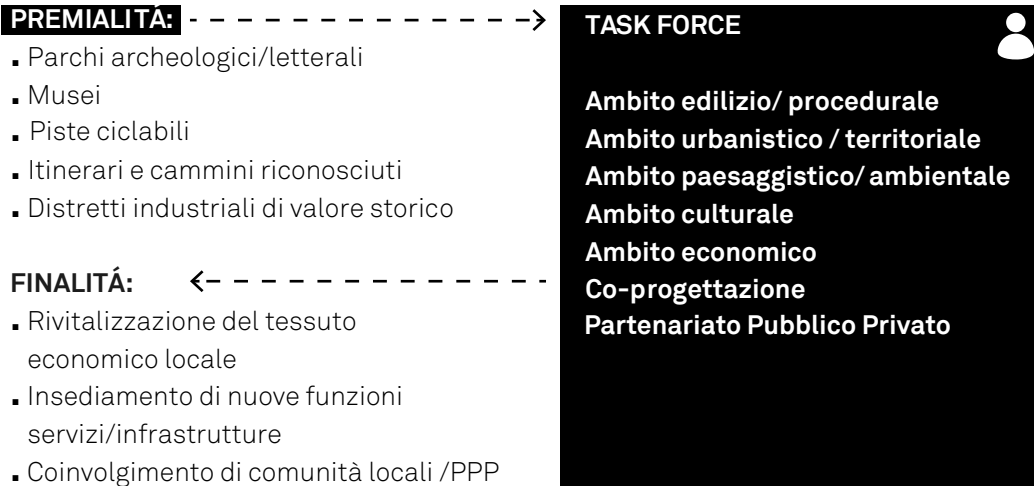 PREMIALITÁ:
. Parchi archeologici/letterali
. Musei
. Piste ciclabili
. Itinerari e cammini riconosciuti
. Distretti industriali di valore storico
FINALITÁ:
. Rivitalizzazione del tessuto
economico locale
. Insediamento di nuove funzioni
servizi/infrastrutture
. Coinvolgimento di comunità locali /PPP
TASK FORCE
Ambito edilizio/ procedurale
Ambito urbanistico / territoriale
Ambito paesaggistico/ ambientale
Ambito culturale
Ambito economico
Co-progettazione
Partenariato Pubblico Privato